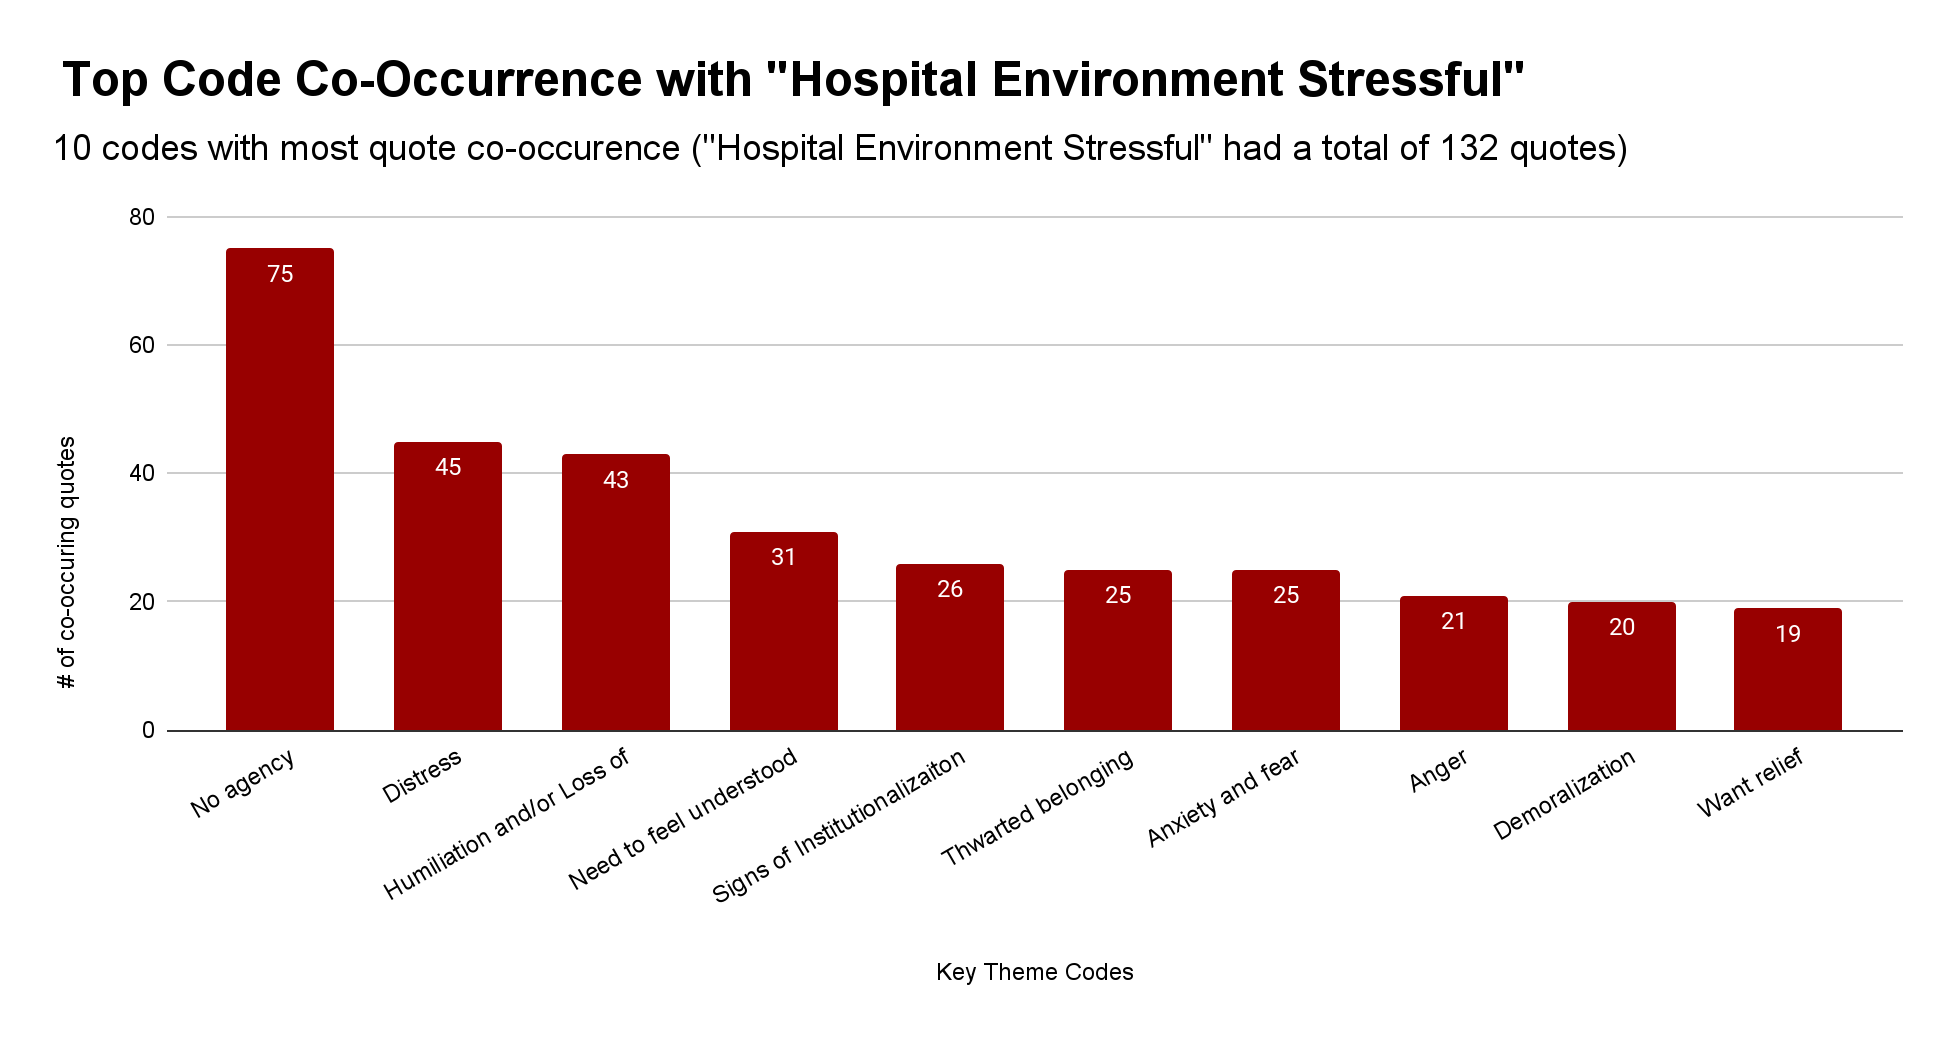 Top Code Co-Occurrence with "Hospital Environment Stressful"
10 codes with most quote co-occurence ("Hospital Environment Stressful" had a total of 132 quotes)
# of co-occuring quotes
80
60
40
20
0
75
45
43
31
26
25
25
21
20
19
No agency
Distress
Humiliation and/or Loss of
Need to feel understood
Signs of Institutionalizaiton
Thwarted belonging
Anxiety and fear
Anger
Demoralization
Want relief
Key Theme Codes